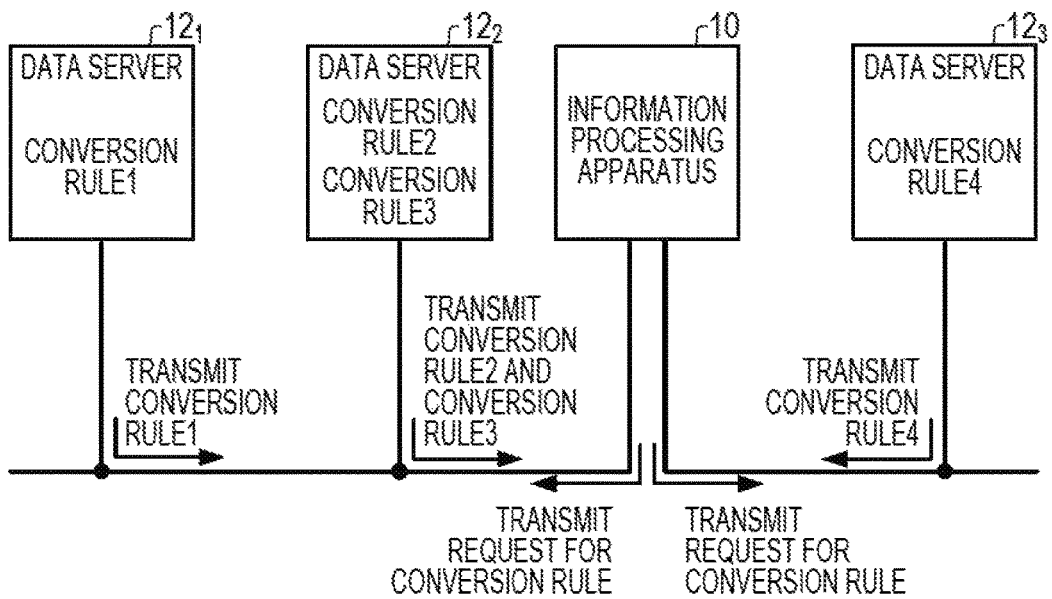 12₁
DATA SERVER
CONVERSION
RULE1
12₂
DATA SERVER
CONVERSION
RULE2
CONVERSION
RULE3
10
INFORMATION
PROCESSING
APPARATUS
12₃
DATA SERVER
CONVERSION
RULE4
TRANSMIT
CONVERSION
RULE1
TRANSMIT
CONVERSION
RULE2 AND
CONVERSION
RULE3
TRANSMIT
CONVERSION
RULE4
TRANSMIT
REQUEST FOR
CONVERSION RULE
TRANSMIT
REQUEST FOR
CONVERSION RULE